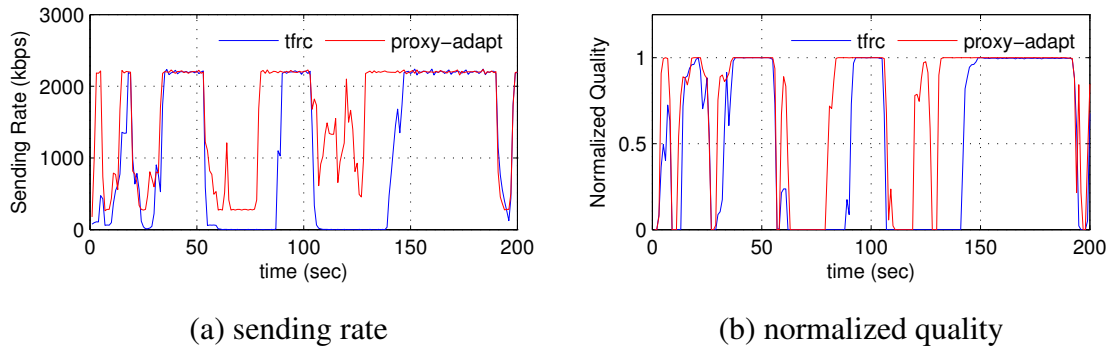 3000
2000
1000
0
0 50 100 150 200
Sending Rate (kbps)
time (sec)
tfrc proxy−adapt
(a) sending rate
1
0.5
0
0 50 100 150 200
Normalized Quality
time (sec)
tfrc proxy−adapt
(b) normalized quality